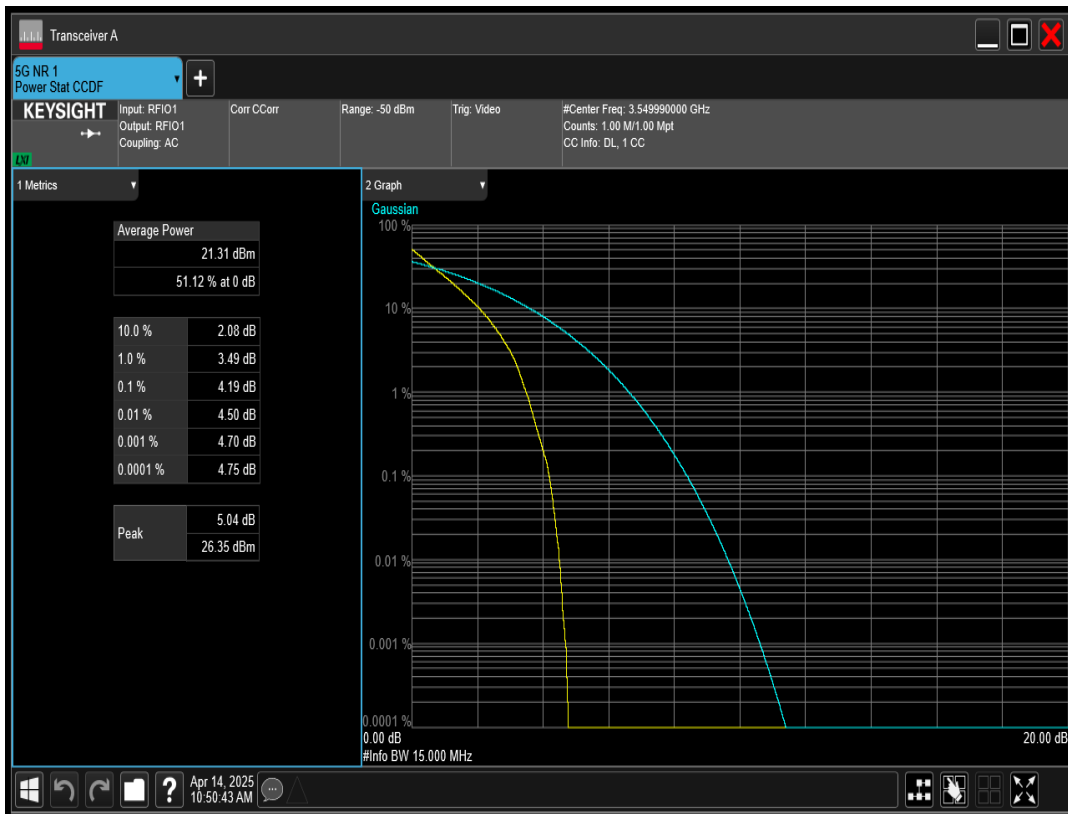 Transceiver A
5G NR 1
Power Stat CCDF
+
KEYSIGHT
LXI
Input: RFIO1
Output: RFIO1
Coupling: AC
Corr CCorr
Range: -50 dBm
Trig: Video
#Center Freq: 3.549990000 GHz
Counts: 1.00 M/1.00 Mpt
CC Info: DL, 1 CC
1 Metrics
Average Power
21.31 dBm
51.12 % at 0 dB
10.0 % 2.08 dB
1.0 % 3.49 dB
0.1 % 4.19 dB
0.01 % 4.50 dB
0.001 % 4.70 dB
0.0001 % 4.75 dB
Peak
5.04 dB
26.35 dBm
2 Graph
Gaussian
100 %
10 %
1 %
0.1 %
0.01 %
0.001 %
0.0001 %
0.00 dB 20.00 dB
#Info BW 15.000 MHz
?
Apr 14, 2025
10:50:43 AM